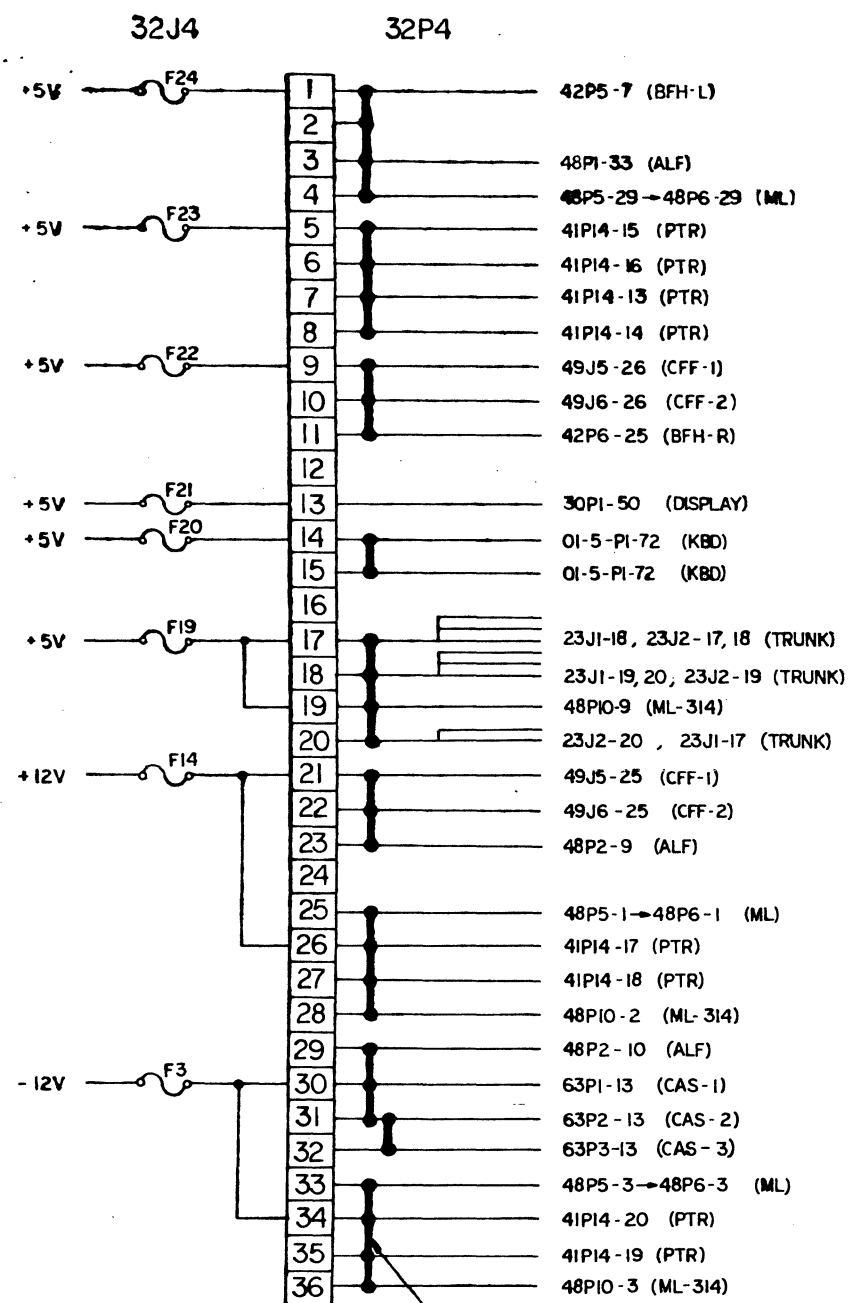 32J4 32P4
+5V F24 1 42P5-7 (BFH-L)
2
3 48P1-33 (ALF)
4 48P5-29→48P6-29 (ML)
+5V F23 5 41P14-15 (PTR)
6 41P14-16 (PTR)
7 41P14-13 (PTR)
8 41P14-14 (PTR)
+5V F22 9 49J5-26 (CFF-1)
10 49J6-26 (CFF-2)
11 42P6-25 (BFH-R)
12
+5V F21 13 30P1-50 (DISPLAY)
+5V F20 14 01-5-P1-72 (KBD)
15 01-5-P1-72 (KBD)
16
+5V F19 17 23J1-18, 23J2-17,18 (TRUNK)
18 23J1-19,20, 23J2-19 (TRUNK)
19 48P10-9 (ML-314)
20 23J2-20 , 23J1-17 (TRUNK)
+12V F14 21 49J5-25 (CFF-1)
22 49J6-25 (CFF-2)
23 48P2-9 (ALF)
24
25 48P5-1→48P6-1 (ML)
26 41P14-17 (PTR)
27 41P14-18 (PTR)
28 48P10-2 (ML-314)
29 48P2-10 (ALF)
-12V F3 30 63P1-13 (CAS-1)
31 63P2-13 (CAS-2)
32 63P3-13 (CAS-3)
33 48P5-3→48P6-3 (ML)
34 41P14-20 (PTR)
35 41P14-19 (PTR)
36 48P10-3 (ML-314)